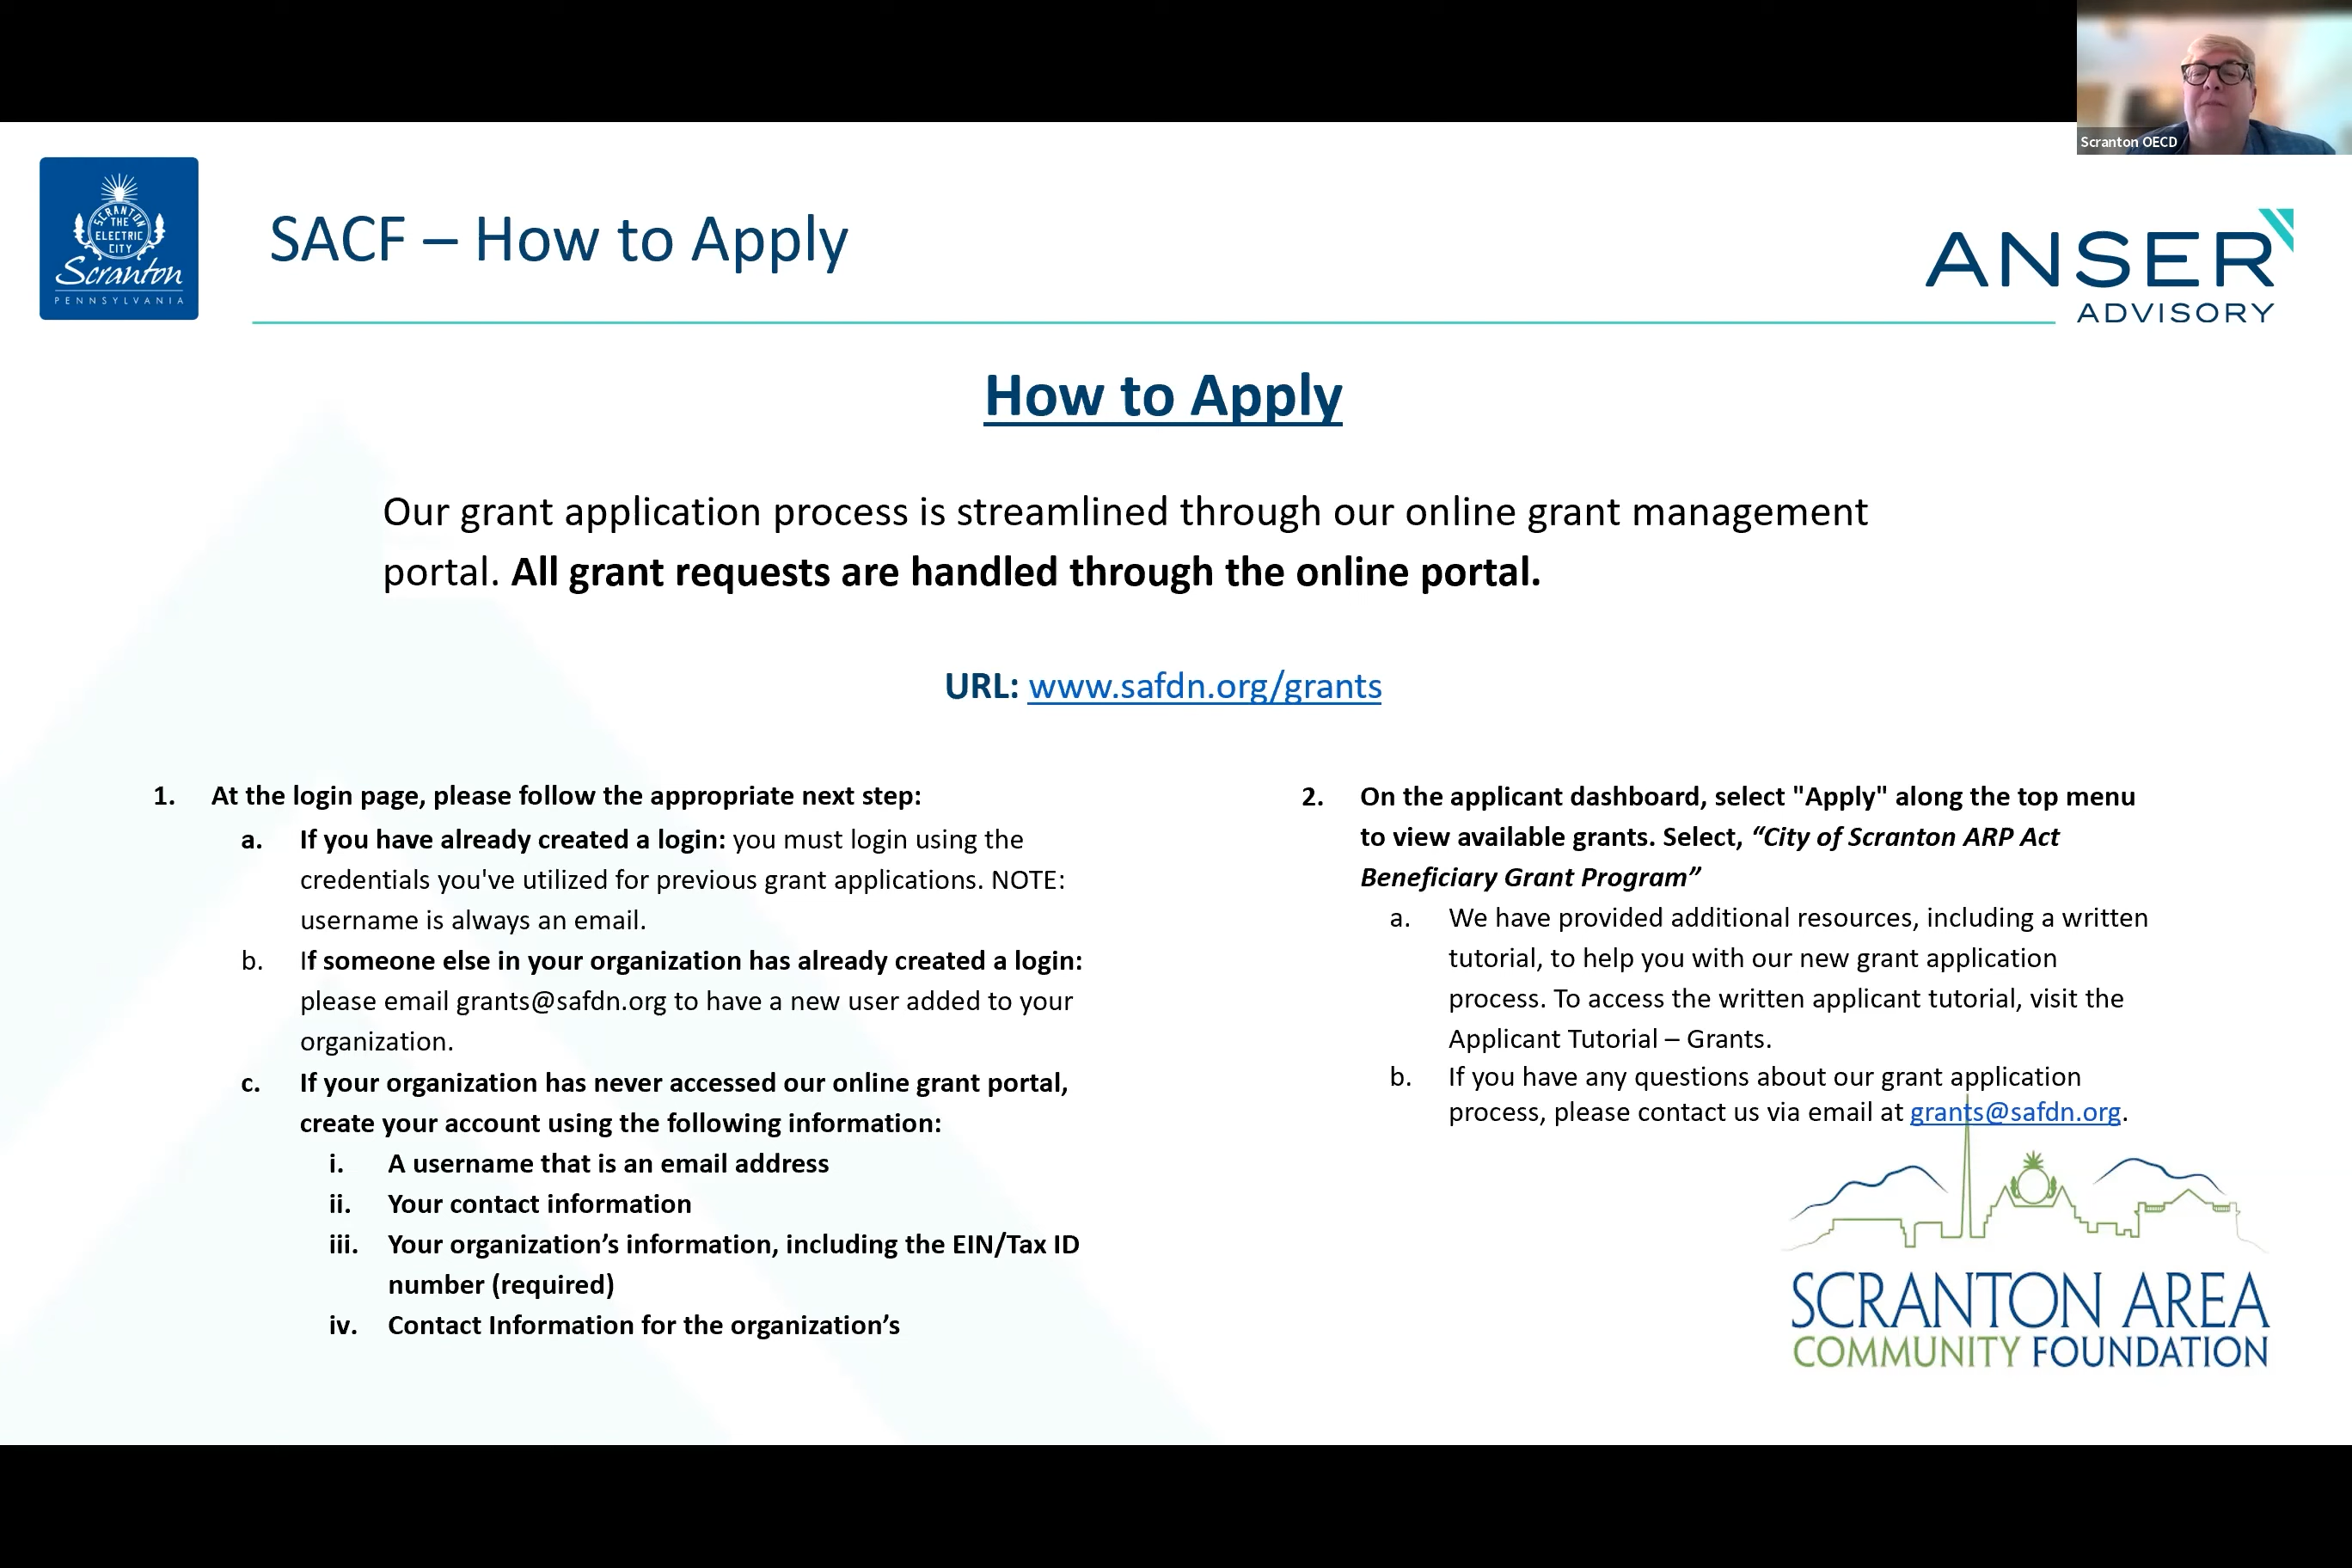 Scranton OECD
SCRANTON
THE
ELECTRIC
CITY
Scranton
PENNSYLVANIA
SACF – How to Apply
ANSER
ADVISORY
How to Apply
Our grant application process is streamlined through our online grant management
portal. All grant requests are handled through the online portal.
URL: www.safdn.org/grants
1. At the login page, please follow the appropriate next step:
a. If you have already created a login: you must login using the
credentials you've utilized for previous grant applications. NOTE:
username is always an email.
b. If someone else in your organization has already created a login:
please email grants@safdn.org to have a new user added to your
organization.
c. If your organization has never accessed our online grant portal,
create your account using the following information:
i. A username that is an email address
ii. Your contact information
iii. Your organization’s information, including the EIN/Tax ID
number (required)
iv. Contact Information for the organization’s
2. On the applicant dashboard, select "Apply" along the top menu
to view available grants. Select, “City of Scranton ARP Act
Beneficiary Grant Program”
a. We have provided additional resources, including a written
tutorial, to help you with our new grant application
process. To access the written applicant tutorial, visit the
Applicant Tutorial – Grants.
b. If you have any questions about our grant application
process, please contact us via email at grants@safdn.org.
SCRANTON AREA
COMMUNITY FOUNDATION